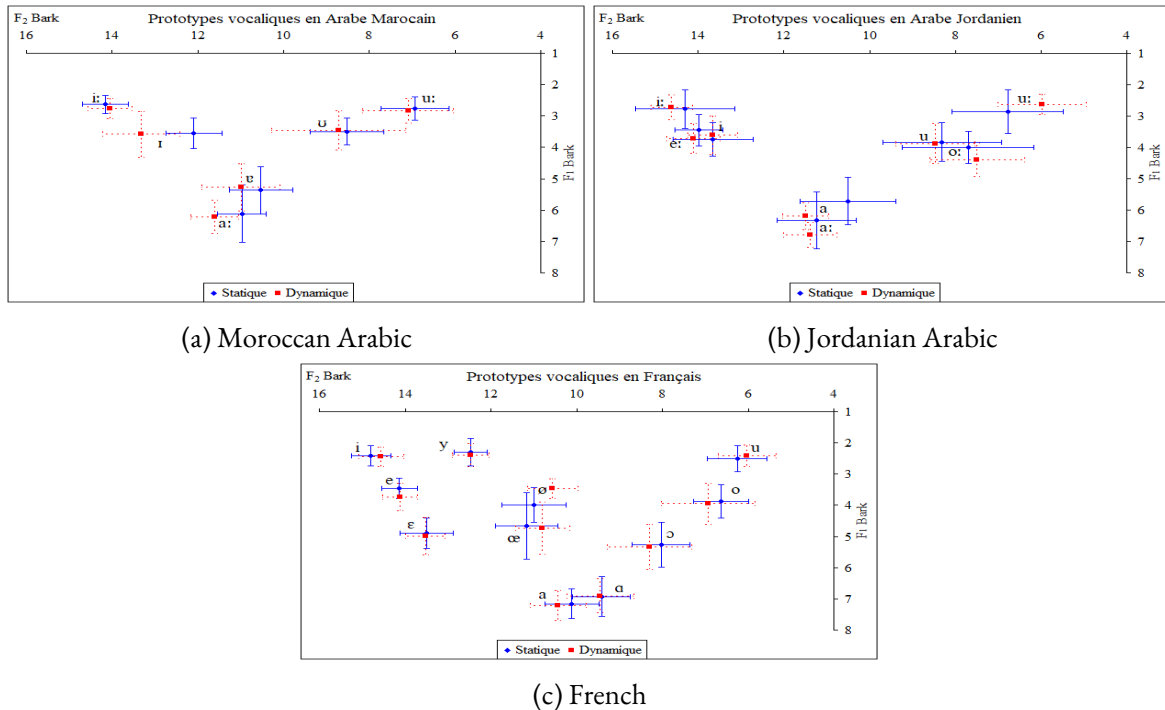 F₂ Bark Prototypes vocaliques en Arabe Marocain
16 14 12 10 8 6 4
1
2
3
4
5
6
7
8
F1 Bark
iː
uː
ʊ
ɪ
ɐ
aː
Statique Dynamique
(a) Moroccan Arabic
F₂ Bark Prototypes vocaliques en Arabe Jordanien
16 14 12 10 8 6 4
1
2
3
4
5
6
7
8
F1 Bark
iː
uː
i
u
eː
oː
a
aː
Statique Dynamique
(b) Jordanian Arabic
F₂ Bark Prototypes vocaliques en Français
16 14 12 10 8 6 4
1
2
3
4
5
6
7
8
F1 Bark
i
y
u
e
ø
o
ɛ
œ
ɔ
a
ɑ
Statique Dynamique
(c) French